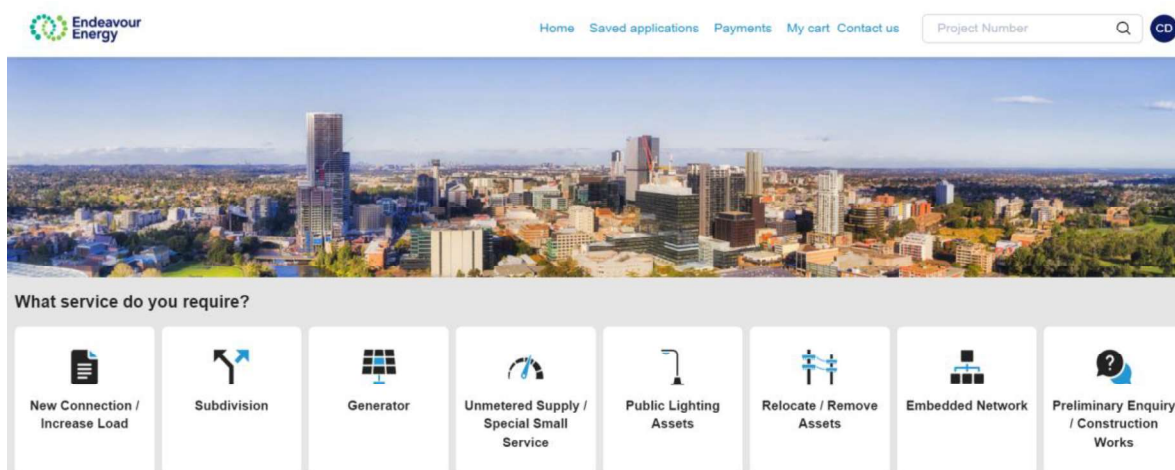 Endeavour
Energy
Home Saved applications Payments My cart Contact us Project Number CD
What service do you require?
New Connection /
Increase Load
Subdivision
Generator
Unmetered Supply /
Special Small
Service
Public Lighting
Assets
Relocate / Remove
Assets
Embedded Network
Preliminary Enquiry
/ Construction
Works